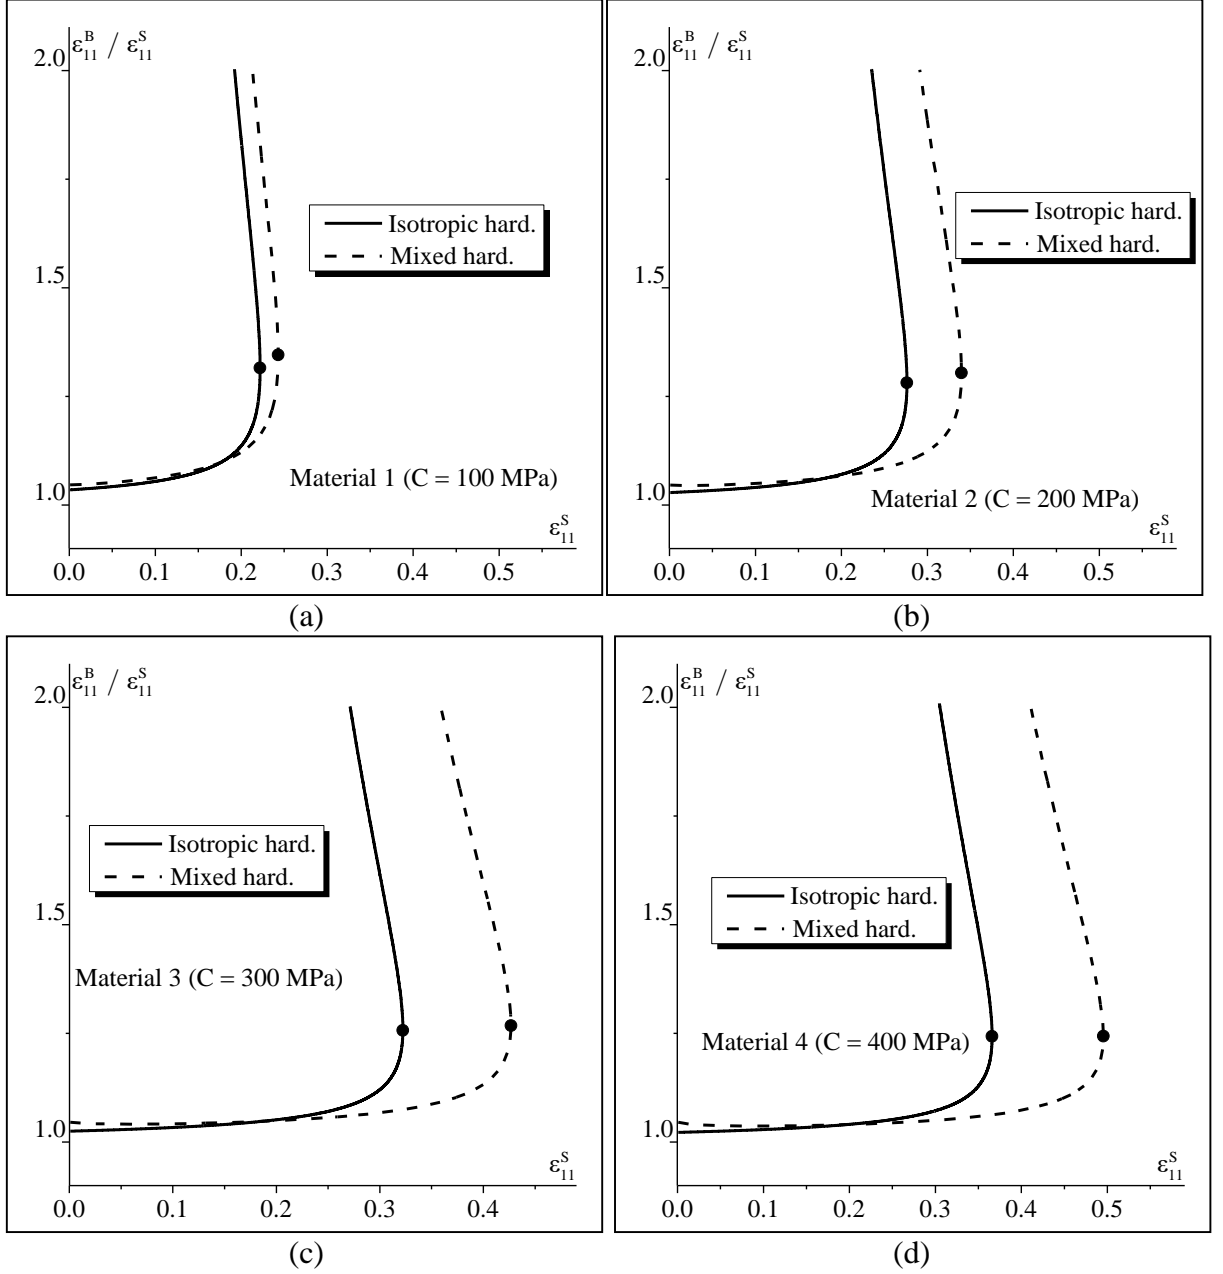 ε₁₁ᴮ / ε₁₁ˢ
2.0
1.5
1.0
Isotropic hard.
Mixed hard.
Material 1 (C = 100 MPa)
ε₁₁ˢ
0.0 0.1 0.2 0.3 0.4 0.5
(a)
ε₁₁ᴮ / ε₁₁ˢ
2.0
1.5
1.0
Isotropic hard.
Mixed hard.
Material 2 (C = 200 MPa)
ε₁₁ˢ
0.0 0.1 0.2 0.3 0.4 0.5
(b)
ε₁₁ᴮ / ε₁₁ˢ
2.0
Isotropic hard.
Mixed hard.
1.5
Material 3 (C = 300 MPa)
1.0
ε₁₁ˢ
0.0 0.1 0.2 0.3 0.4
(c)
ε₁₁ᴮ / ε₁₁ˢ
2.0
Isotropic hard.
Mixed hard.
1.5
Material 4 (C = 400 MPa)
1.0
ε₁₁ˢ
0.0 0.1 0.2 0.3 0.4 0.5
(d)